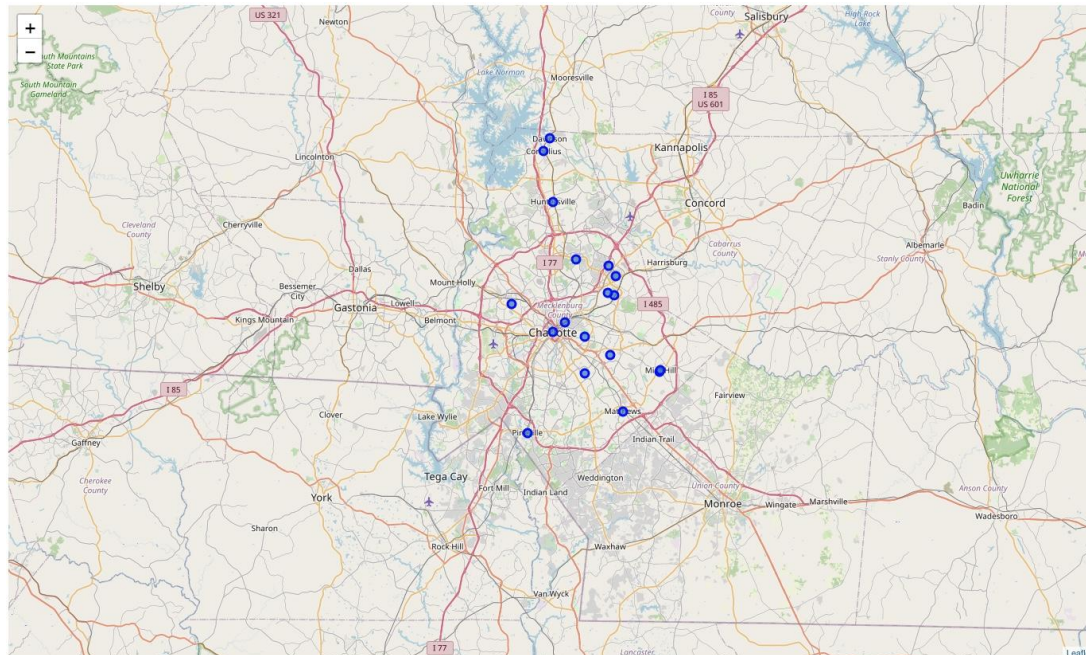 +
−
US 321
Newton
County
Salisbury
High Rock
Lake
South Mountains
State Park
South Mountain
Gameland
Lake Norman
Mooresville
I 85
US 601
Davidson
Cornelius
Kannapolis
Lincolnton
Uwharrie
National
Forest
Huntersville
Concord
Badin
Cherryville
Cleveland
County
Cabarrus
County
Albemarle
Stanly County
I 77
Harrisburg
Dallas
Mount Holly
Shelby
Bessemer
City
Lowell
Gastonia
Mecklenburg
County
I 485
Kings Mountain
Belmont
Charlotte
Mint Hill
I 85
Fairview
Clover
Lake Wylie
Matthews
Gaffney
Pineville
Indian Trail
Cherokee
County
Tega Cay
Weddington
York
Fort Mill
Indian Land
Union County
Anson County
Monroe
Wingate
Marshville
Wadesboro
Sharon
Rock Hill
Waxhaw
Van Wyck
I 77
Lancaster
Leafl